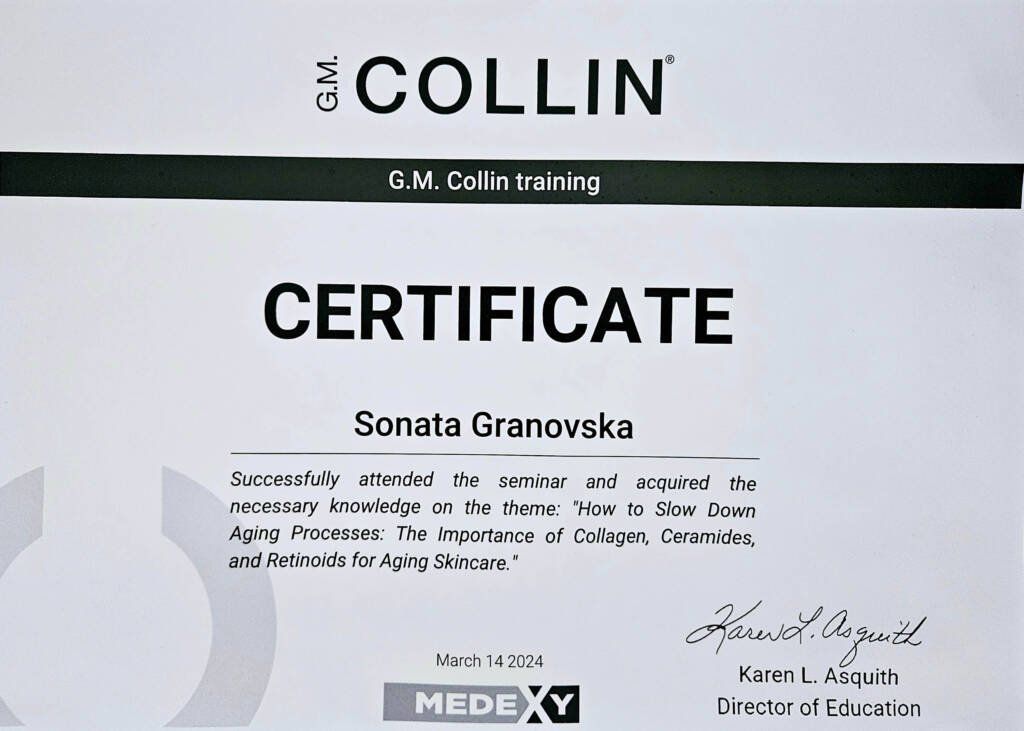 G.M. COLLIN®
G.M. Collin training
CERTIFICATE
Sonata Granovska
Successfully attended the seminar and acquired the
necessary knowledge on the theme: "How to Slow Down
Aging Processes: The Importance of Collagen, Ceramides,
and Retinoids for Aging Skincare."
Karen L. Asquith
March 14 2024
Karen L. Asquith
MEDEXY
Director of Education